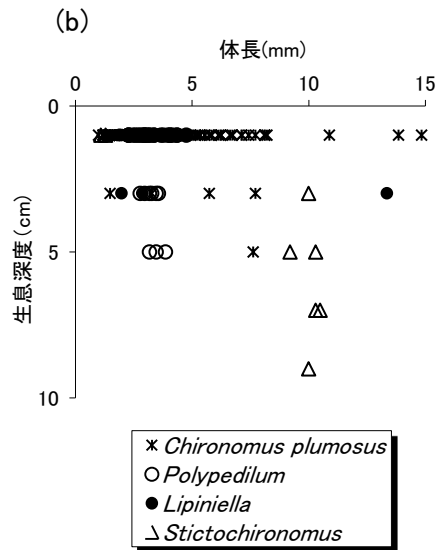 (b)
体長(mm)
0 5 10 15
0
5
10
生息深度(cm)
Chironomus plumosus
Polypedilum
Lipiniella
Stictochironomus